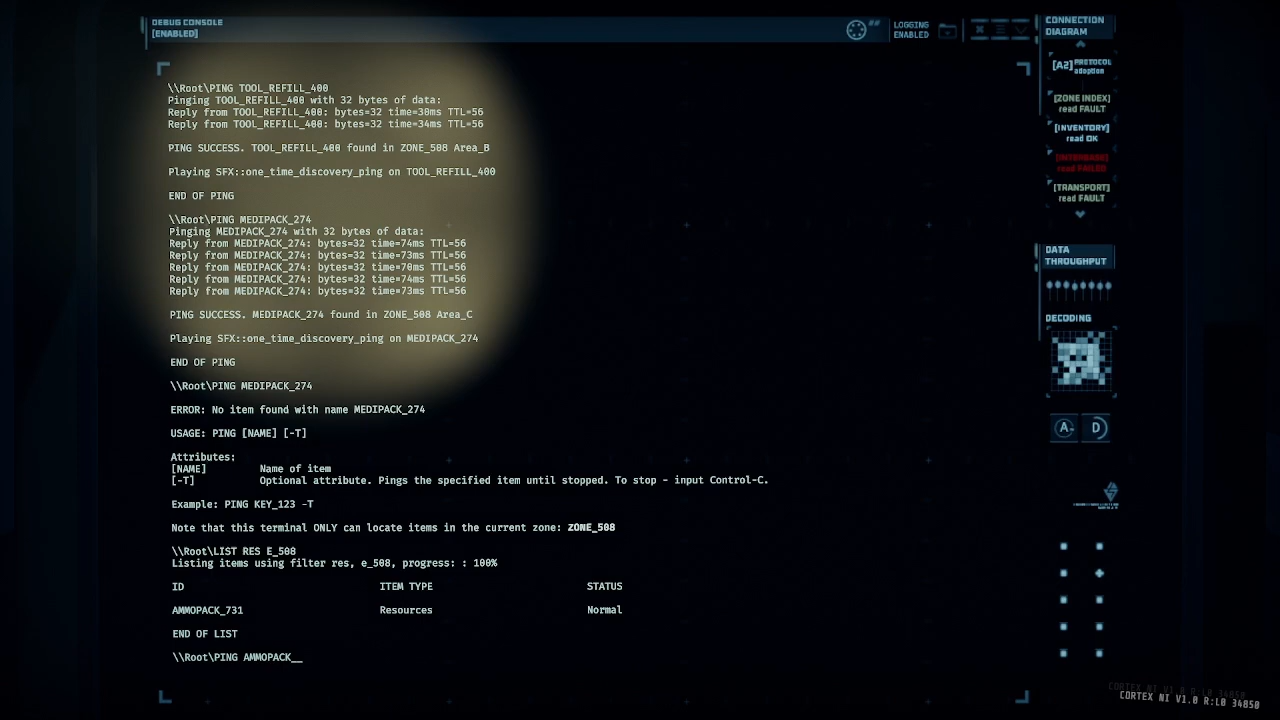 DEBUG CONSOLE
[ENABLED]
LOGGING
ENABLED
\\Root\PING TOOL_REFILL_400
Pinging TOOL_REFILL_400 with 32 bytes of data:
Reply from TOOL_REFILL_400: bytes=32 time=30ms TTL=56
Reply from TOOL_REFILL_400: bytes=32 time=34ms TTL=56
PING SUCCESS. TOOL_REFILL_400 found in ZONE_508 Area_B
Playing SFX::one_time_discovery_ping on TOOL_REFILL_400
END OF PING
\\Root\PING MEDIPACK_274
Pinging MEDIPACK_274 with 32 bytes of data:
Reply from MEDIPACK_274: bytes=32 time=74ms TTL=56
Reply from MEDIPACK_274: bytes=32 time=73ms TTL=56
Reply from MEDIPACK_274: bytes=32 time=70ms TTL=56
Reply from MEDIPACK_274: bytes=32 time=74ms TTL=56
Reply from MEDIPACK_274: bytes=32 time=73ms TTL=56
PING SUCCESS. MEDIPACK_274 found in ZONE_508 Area_C
Playing SFX::one_time_discovery_ping on MEDIPACK_274
END OF PING
\\Root\PING MEDIPACK_274
ERROR: No item found with name MEDIPACK_274
USAGE: PING [NAME] [-T]
Attributes:
[NAME] Name of item
[-T] Optional attribute. Pings the specified item until stopped. To stop - input Control-C.
Example: PING KEY_123 -T
Note that this terminal ONLY can locate items in the current zone: ZONE_508
\\Root\LIST RES E_508
Listing items using filter res, e_508, progress: : 100%
ID ITEM TYPE STATUS
AMMOPACK_731 Resources Normal
END OF LIST
\\Root\PING AMMOPACK__
CONNECTION
DIAGRAM
[A2] PROTOCOL
adoption
[ZONE INDEX]
read FAULT
[INVENTORY]
read OK
read FAILED
[TRANSPORT]
read FAULT
DATA
THROUGHPUT
DECODING
A
D
CORTEX NI V1.0 R:L0 34850
CORTEX NI V1.0 R:L0 34850